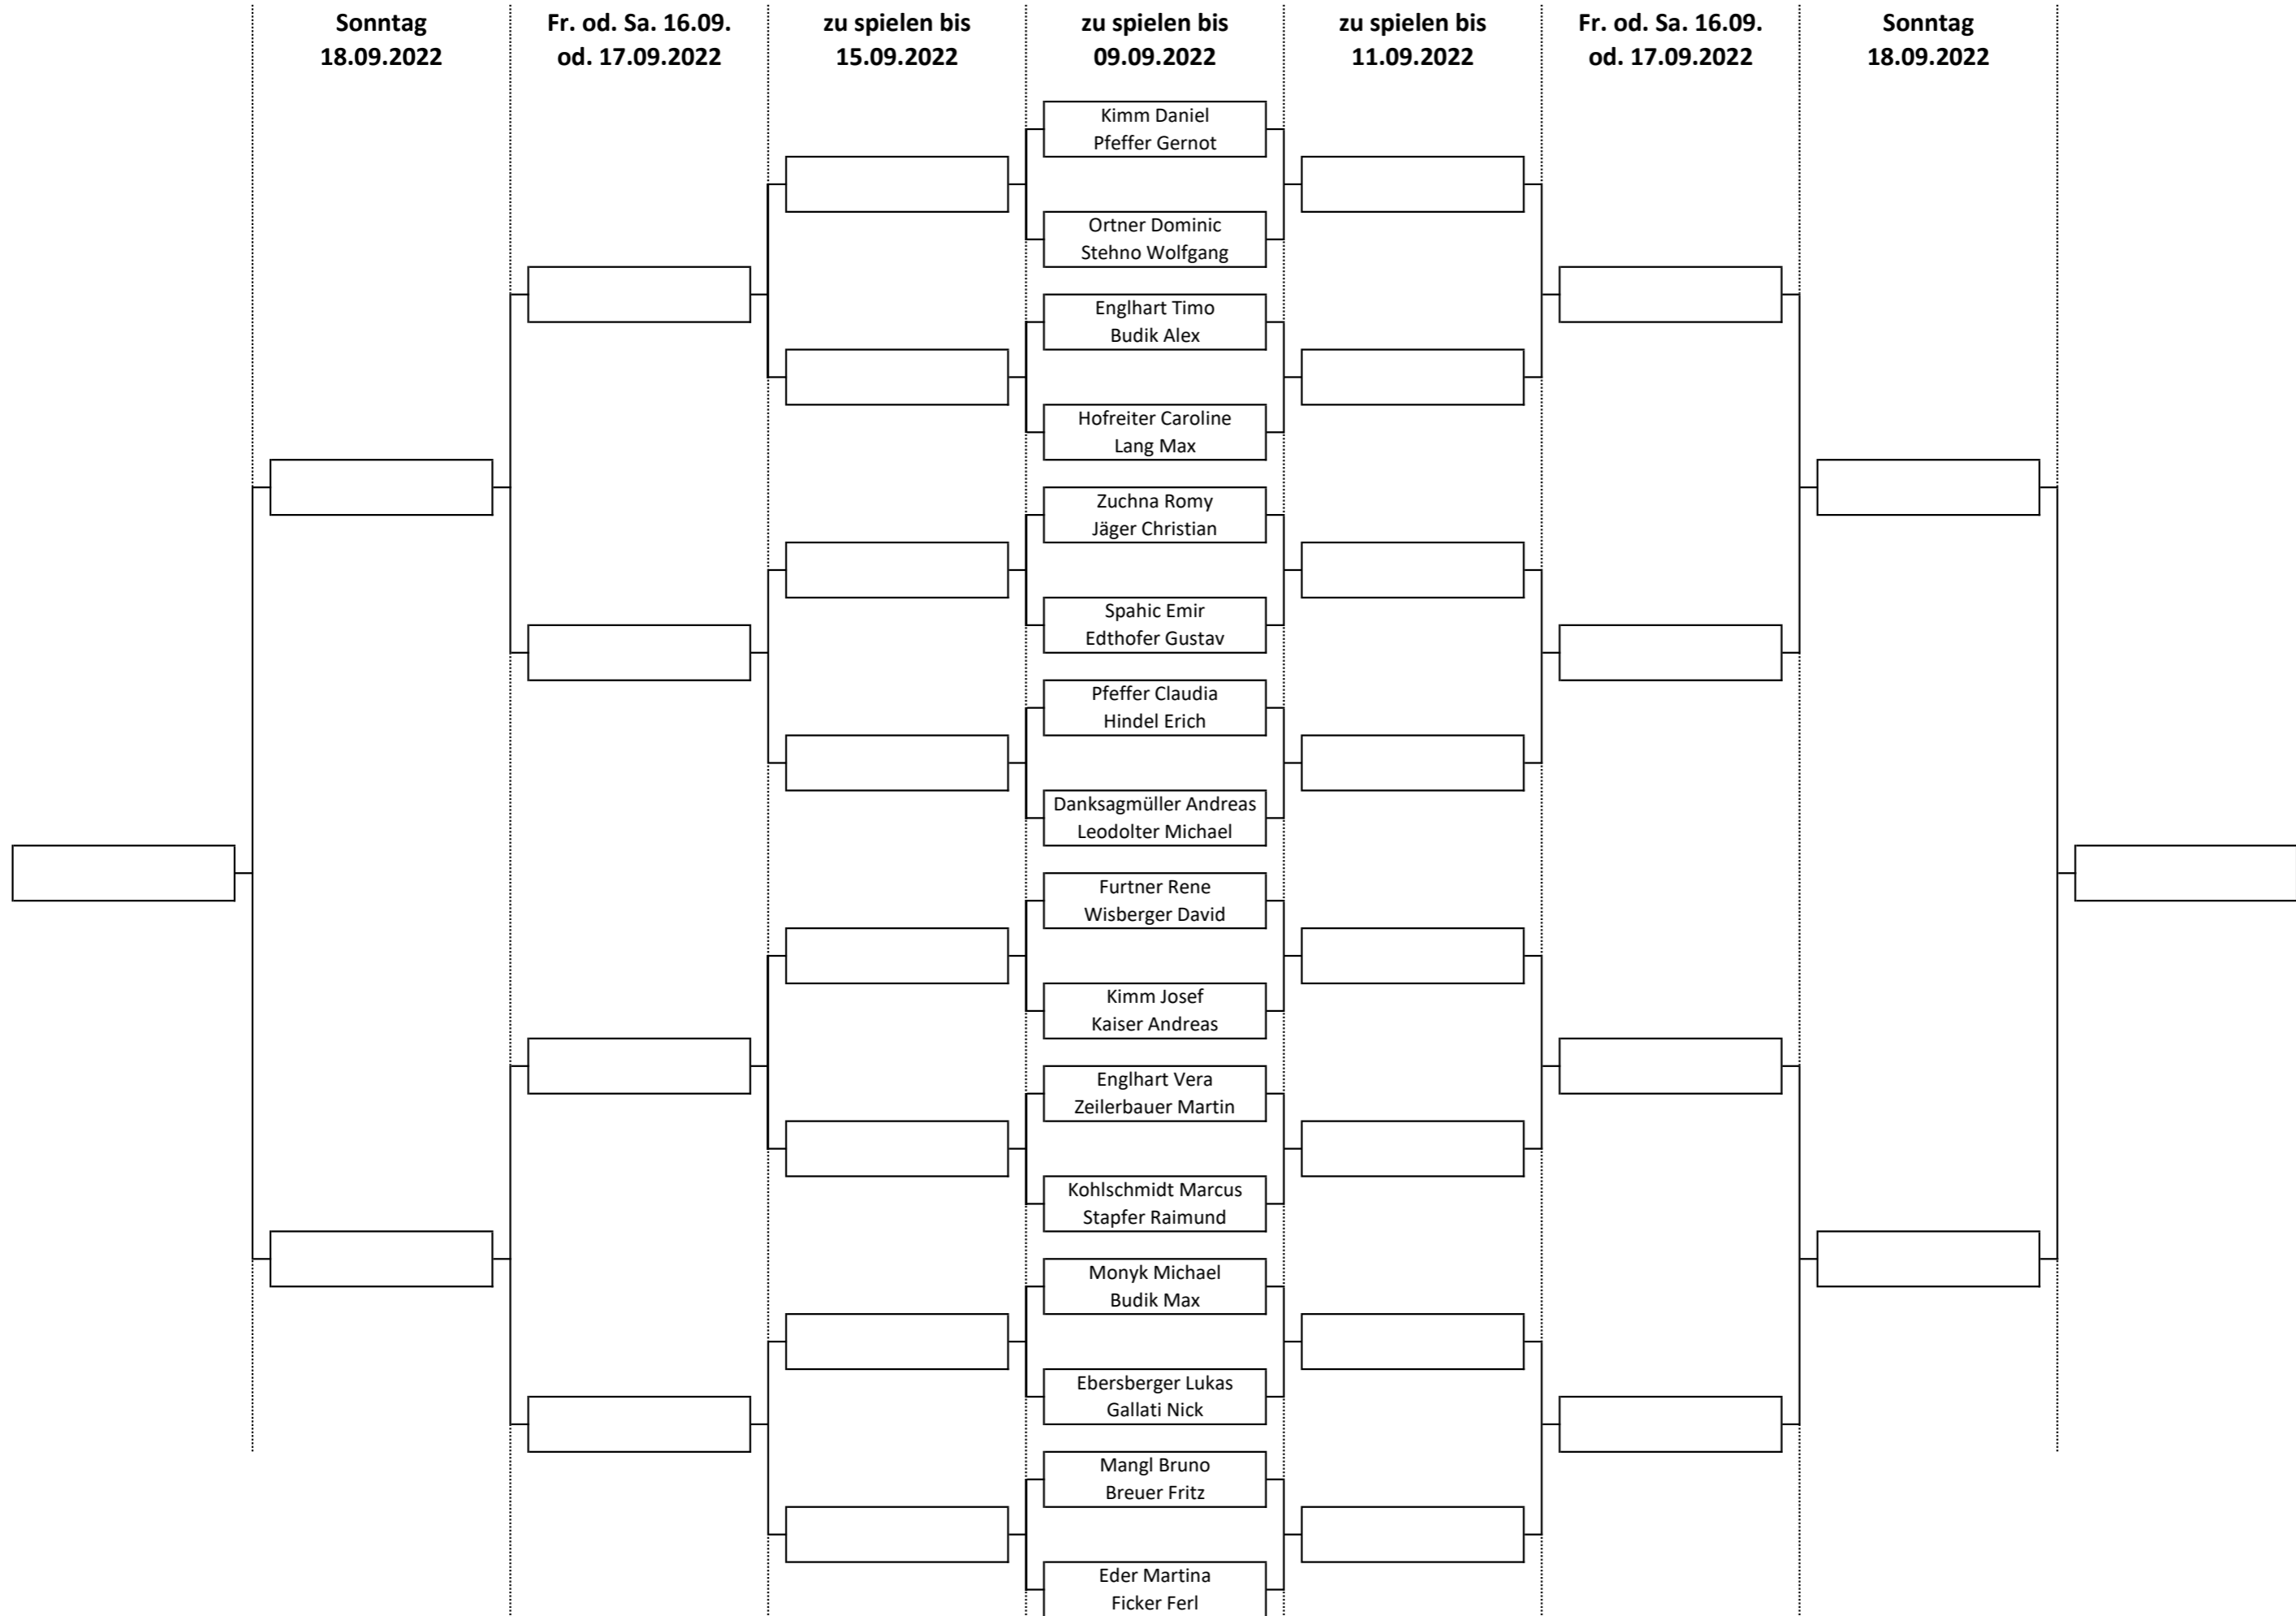 Sonntag
18.09.2022
Fr. od. Sa. 16.09.
od. 17.09.2022
zu spielen bis
15.09.2022
zu spielen bis
09.09.2022
zu spielen bis
11.09.2022
Fr. od. Sa. 16.09.
od. 17.09.2022
Sonntag
18.09.2022
Kimm Daniel
Pfeffer Gernot
Ortner Dominic
Stehno Wolfgang
Englhart Timo
Budik Alex
Hofreiter Caroline
Lang Max
Zuchna Romy
Jäger Christian
Spahic Emir
Edthofer Gustav
Pfeffer Claudia
Hindel Erich
Danksagmüller Andreas
Leodolter Michael
Furtner Rene
Wisberger David
Kimm Josef
Kaiser Andreas
Englhart Vera
Zeilerbauer Martin
Kohlschmidt Marcus
Stapfer Raimund
Monyk Michael
Budik Max
Ebersberger Lukas
Gallati Nick
Mangl Bruno
Breuer Fritz
Eder Martina
Ficker Ferl